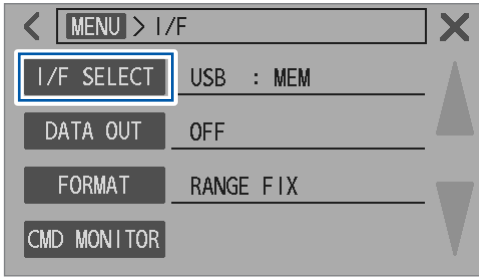 MENU > I/F
I/F SELECT USB : MEM
DATA OUT OFF
FORMAT RANGE FIX
CMD MONITOR